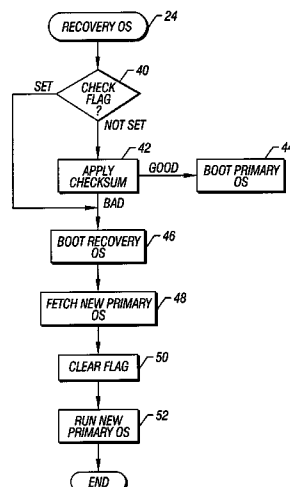 RECOVERY OS
24
CHECK
FLAG
?
40
SET
NOT SET
APPLY
CHECKSUM
42
GOOD
BOOT PRIMARY
OS
44
BAD
BOOT RECOVERY
OS
46
FETCH NEW PRIMARY
OS
48
CLEAR FLAG
50
RUN NEW
PRIMARY OS
52
END